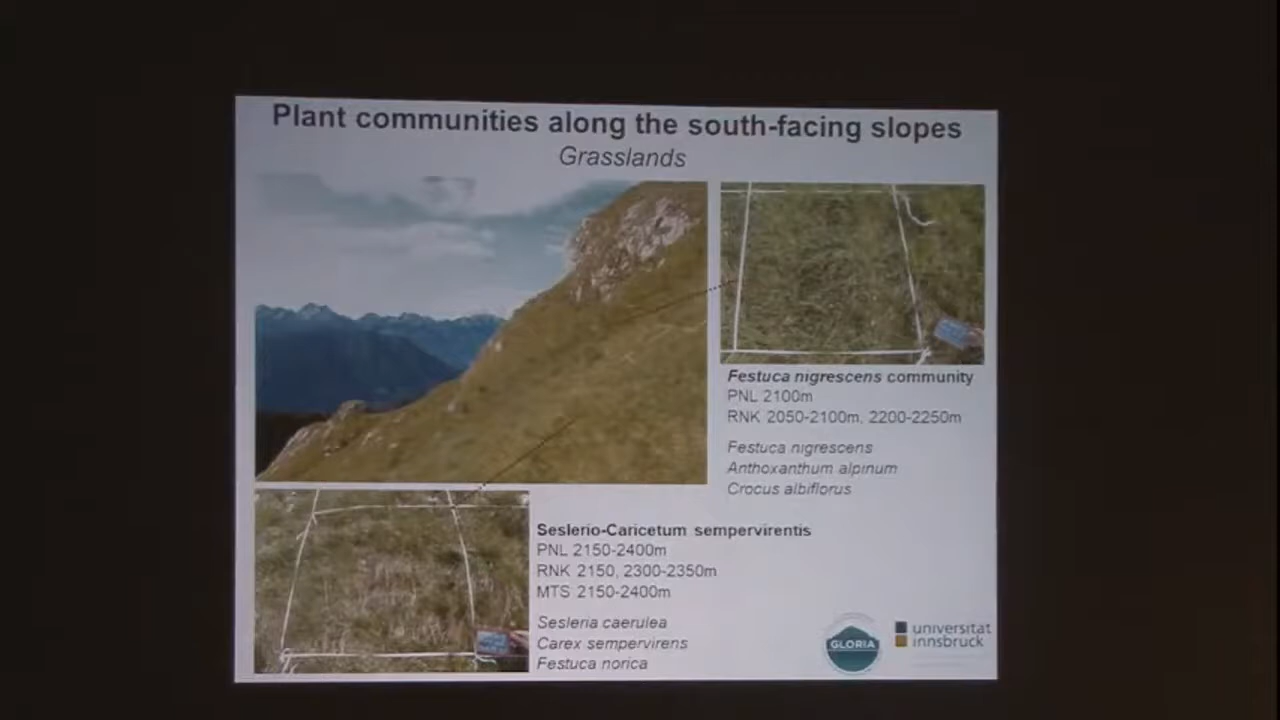 Plant communities along the south-facing slopes
Grasslands
Festuca nigrescens community
PNL 2100m
RNK 2050-2100m, 2200-2250m
Festuca nigrescens
Anthoxanthum alpinum
Crocus albiflorus
Seslerio-Caricetum sempervirentis
PNL 2150-2400m
RNK 2150, 2300-2350m
MTS 2150-2400m
Sesleria caerulea
Carex sempervirens
Festuca norica
GLORIA
universität
innsbruck